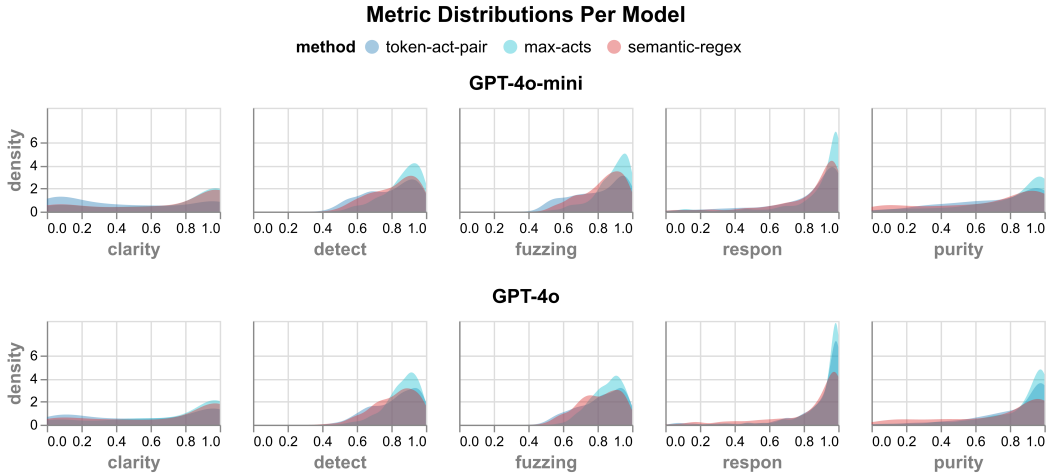 Metric Distributions Per Model
method token-act-pair max-acts semantic-regex
GPT-4o-mini
density
6
4
2
0
0.0 0.2 0.4 0.6 0.8 1.0
clarity
0.0 0.2 0.4 0.6 0.8 1.0
detect
0.0 0.2 0.4 0.6 0.8 1.0
fuzzing
0.0 0.2 0.4 0.6 0.8 1.0
respon
0.0 0.2 0.4 0.6 0.8 1.0
purity
GPT-4o
density
6
4
2
0
0.0 0.2 0.4 0.6 0.8 1.0
clarity
0.0 0.2 0.4 0.6 0.8 1.0
detect
0.0 0.2 0.4 0.6 0.8 1.0
fuzzing
0.0 0.2 0.4 0.6 0.8 1.0
respon
0.0 0.2 0.4 0.6 0.8 1.0
purity